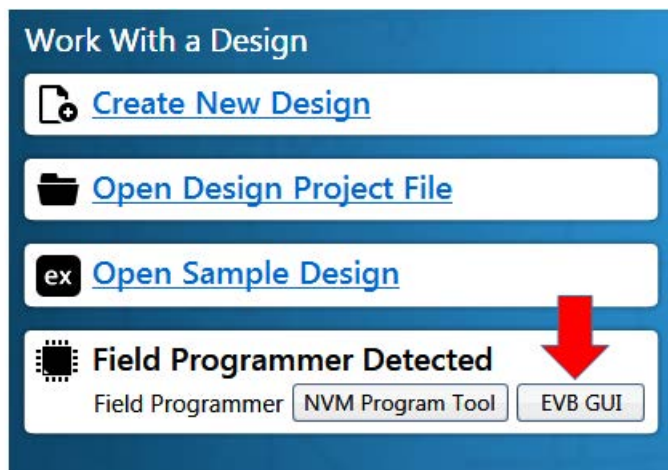 Work With a Design
Create New Design
Open Design Project File
ex Open Sample Design
Field Programmer Detected
Field Programmer NVM Program Tool EVB GUI